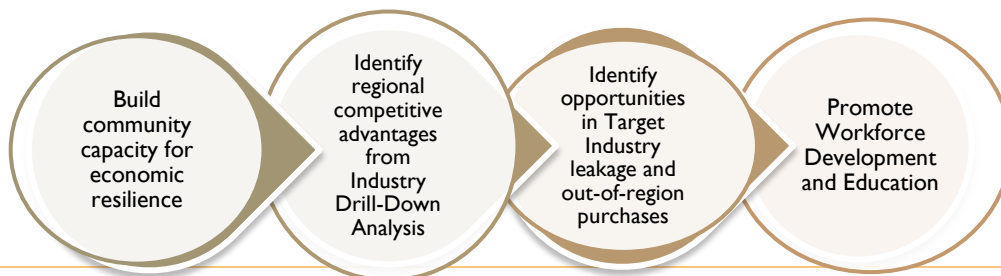 Build
community
capacity for
economic
resilience
Identify
regional
competitive
advantages
from
Industry
Drill-Down
Analysis
Identify
opportunities
in Target
Industry
leakage and
out-of-region
purchases
Promote
Workforce
Development
and Education